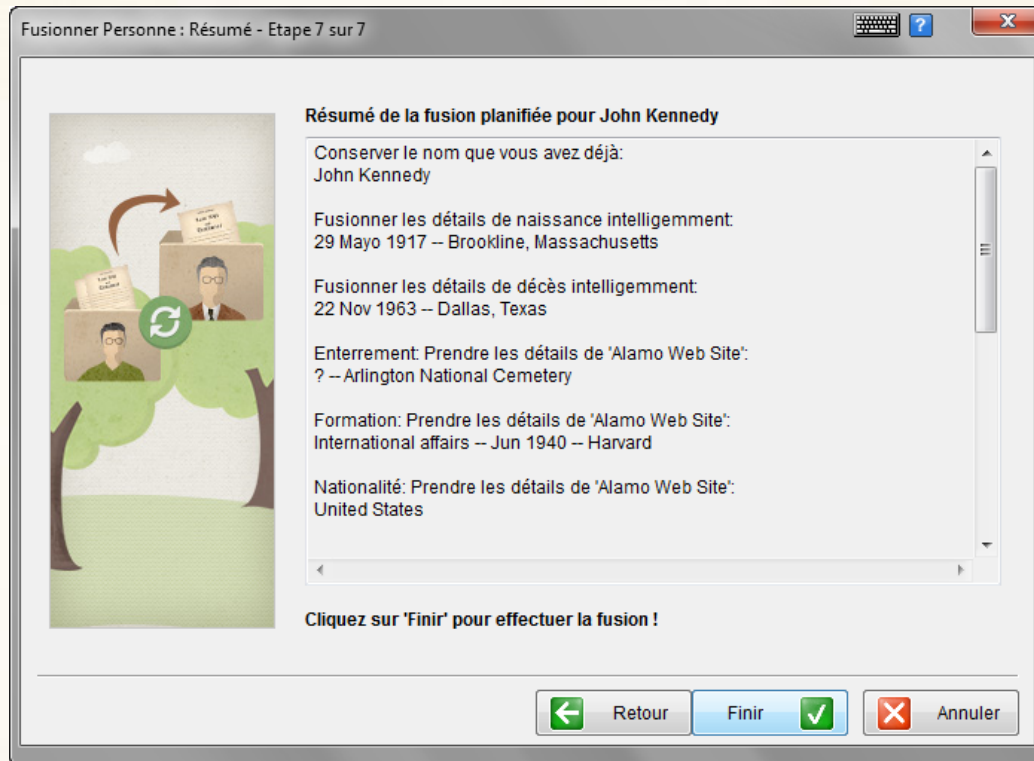 Fusionner Personne : Résumé - Etape 7 sur 7
Résumé de la fusion planifiée pour John Kennedy
Conserver le nom que vous avez déjà:
John Kennedy
Fusionner les détails de naissance intelligemment:
29 Mayo 1917 -- Brookline, Massachusetts
Fusionner les détails de décès intelligemment:
22 Nov 1963 -- Dallas, Texas
Enterrement: Prendre les détails de 'Alamo Web Site':
? -- Arlington National Cemetery
Formation: Prendre les détails de 'Alamo Web Site':
International affairs -- Jun 1940 -- Harvard
Nationalité: Prendre les détails de 'Alamo Web Site':
United States
Cliquez sur 'Finir' pour effectuer la fusion !
Retour
Finir
Annuler